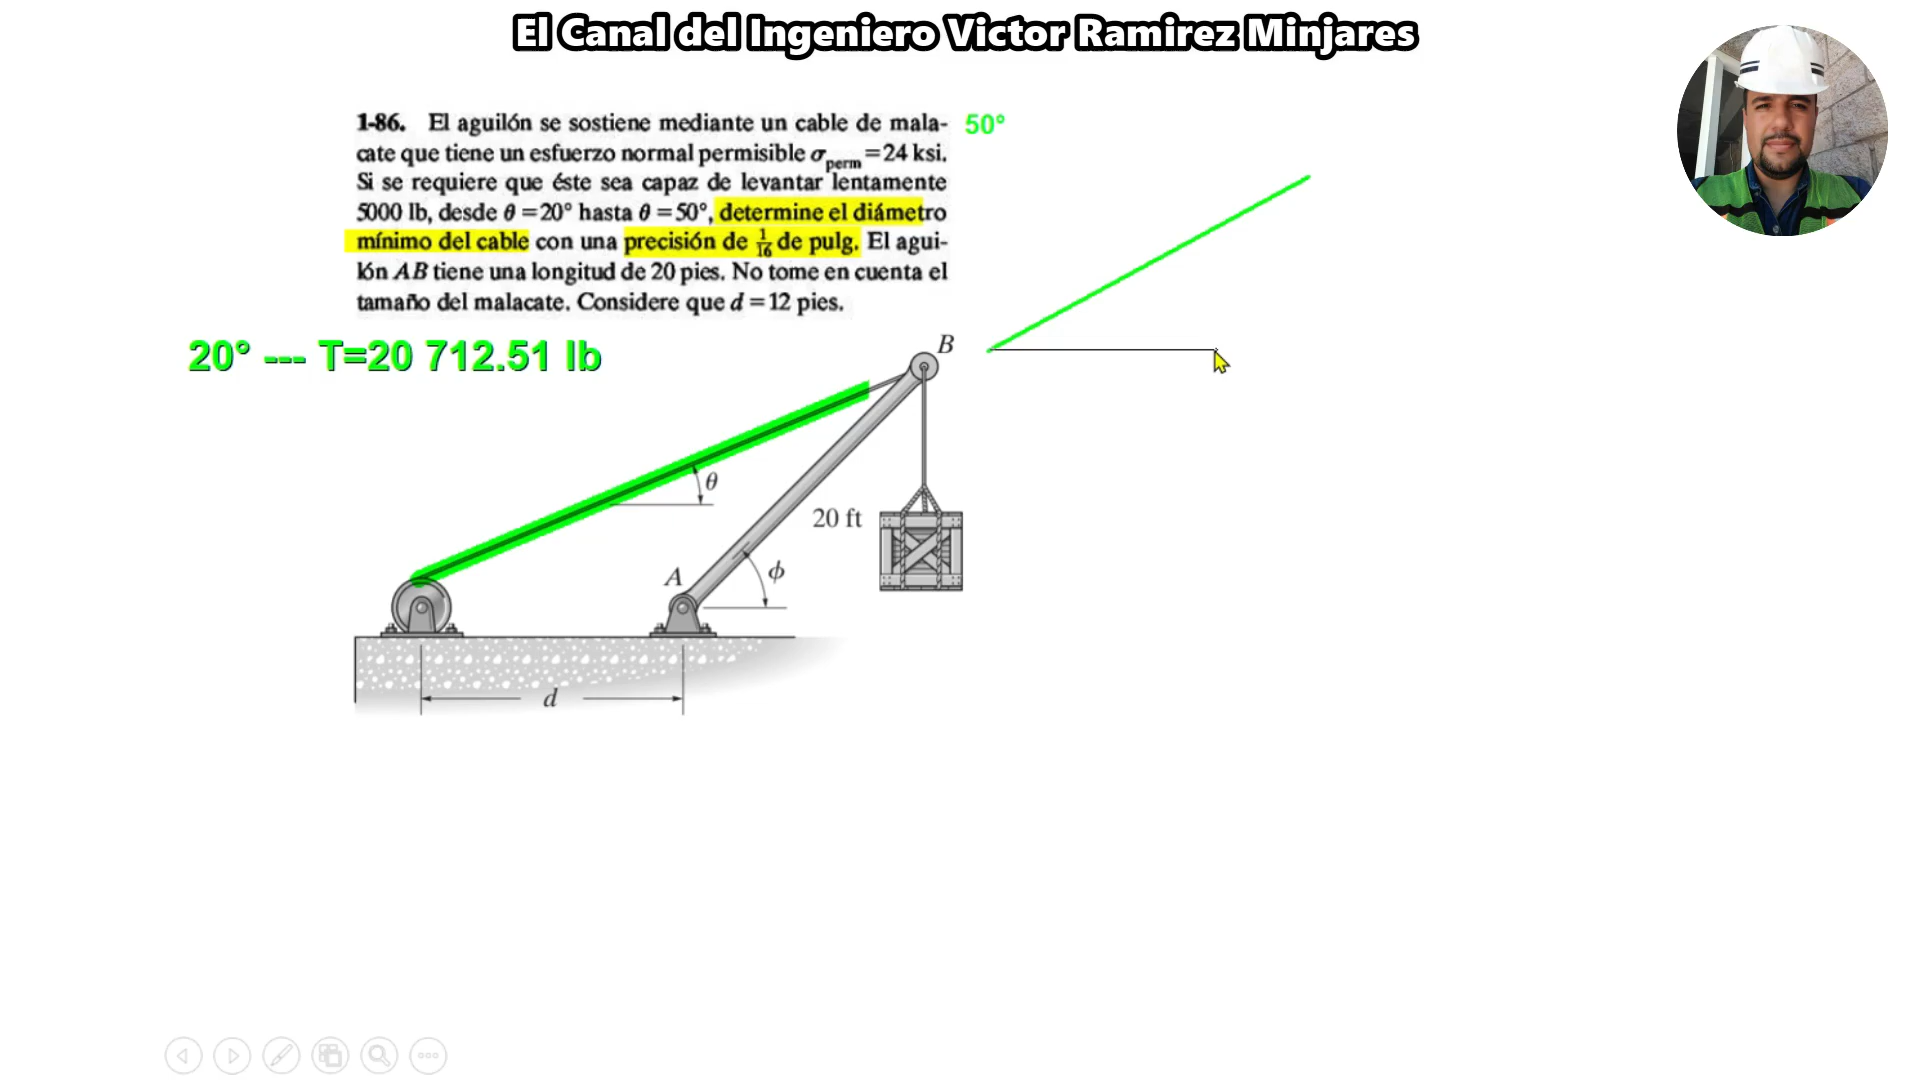 El Canal del Ingeniero Victor Ramirez Minjares
1-86. El aguilón se sostiene mediante un cable de mala-
cate que tiene un esfuerzo normal permisible σperm = 24 ksi.
Si se requiere que éste sea capaz de levantar lentamente
5000 lb, desde θ = 20° hasta θ = 50°, determine el diámetro
mínimo del cable con una precisión de 1/16 de pulg. El agui-
lón AB tiene una longitud de 20 pies. No tome en cuenta el
tamaño del malacate. Considere que d = 12 pies.
50°
20° --- T=20 712.51 lb
B
θ
20 ft
A
ϕ
d